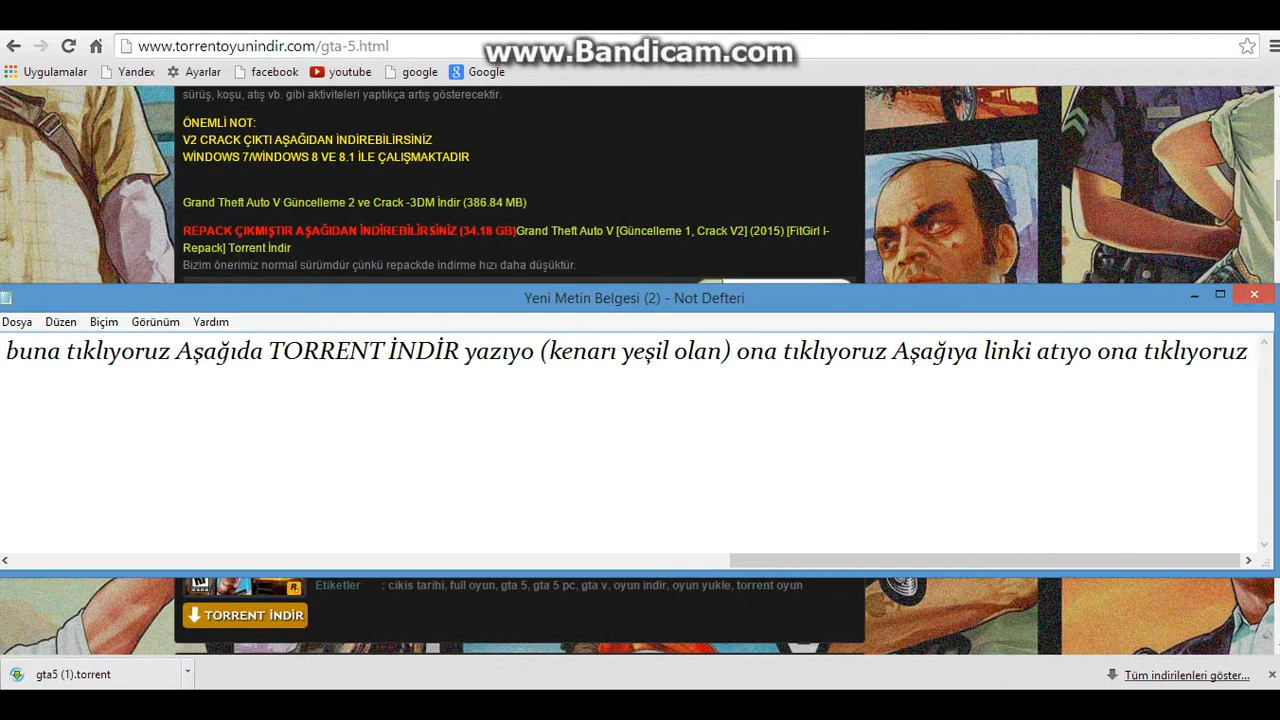 www.torrentoyunindir.com/gta-5.html
www.Bandicam.com
Uygulamalar Yandex Ayarlar facebook youtube google Google
sürüş, koşu, atış vb. gibi aktiviteleri yaptıkça artış gösterecektir.
ÖNEMLİ NOT:
V2 CRACK ÇIKTI AŞAĞIDAN İNDİREBİLİRSİNİZ
WİNDOWS 7/WİNDOWS 8 VE 8.1 İLE ÇALIŞMAKTADIR
Grand Theft Auto V Güncelleme 2 ve Crack -3DM İndir (386.84 MB)
REPACK ÇIKMIŞTIR AŞAĞIDAN İNDİREBİLİRSİNİZ (34.18 GB)Grand Theft Auto V [Güncelleme 1, Crack V2] (2015) [FitGirl I-
Repack] Torrent İndir
Bizim önerimiz normal sürümdür çünkü repackde indirme hızı daha düşüktür.
Yeni Metin Belgesi (2) - Not Defteri
Dosya Düzen Biçim Görünüm Yardım
buna tıklıyoruz Aşağıda TORRENT İNDİR yazıyo (kenarı yeşil olan) ona tıklıyoruz Aşağıya linki atıyo ona tıklıyoruz
Etiketler : cikis tarihi, full oyun, gta 5, gta 5 pc, gta v, oyun indir, oyun yukle, torrent oyun
TORRENT İNDİR
gta5 (1).torrent
Tüm indirilenleri göster...